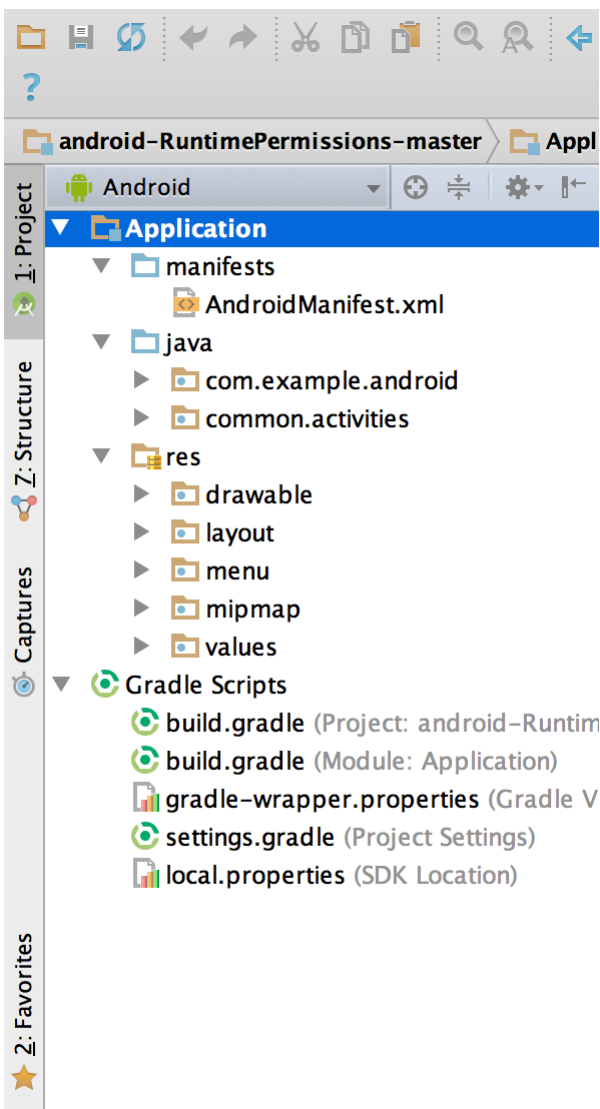 ?
android-RuntimePermissions-master
Appl
Android
1: Project
7: Structure
Captures
2: Favorites
Application
manifests
AndroidManifest.xml
java
com.example.android
common.activities
res
drawable
layout
menu
mipmap
values
Gradle Scripts
build.gradle (Project: android-Runtim
build.gradle (Module: Application)
gradle-wrapper.properties (Gradle V
settings.gradle (Project Settings)
local.properties (SDK Location)